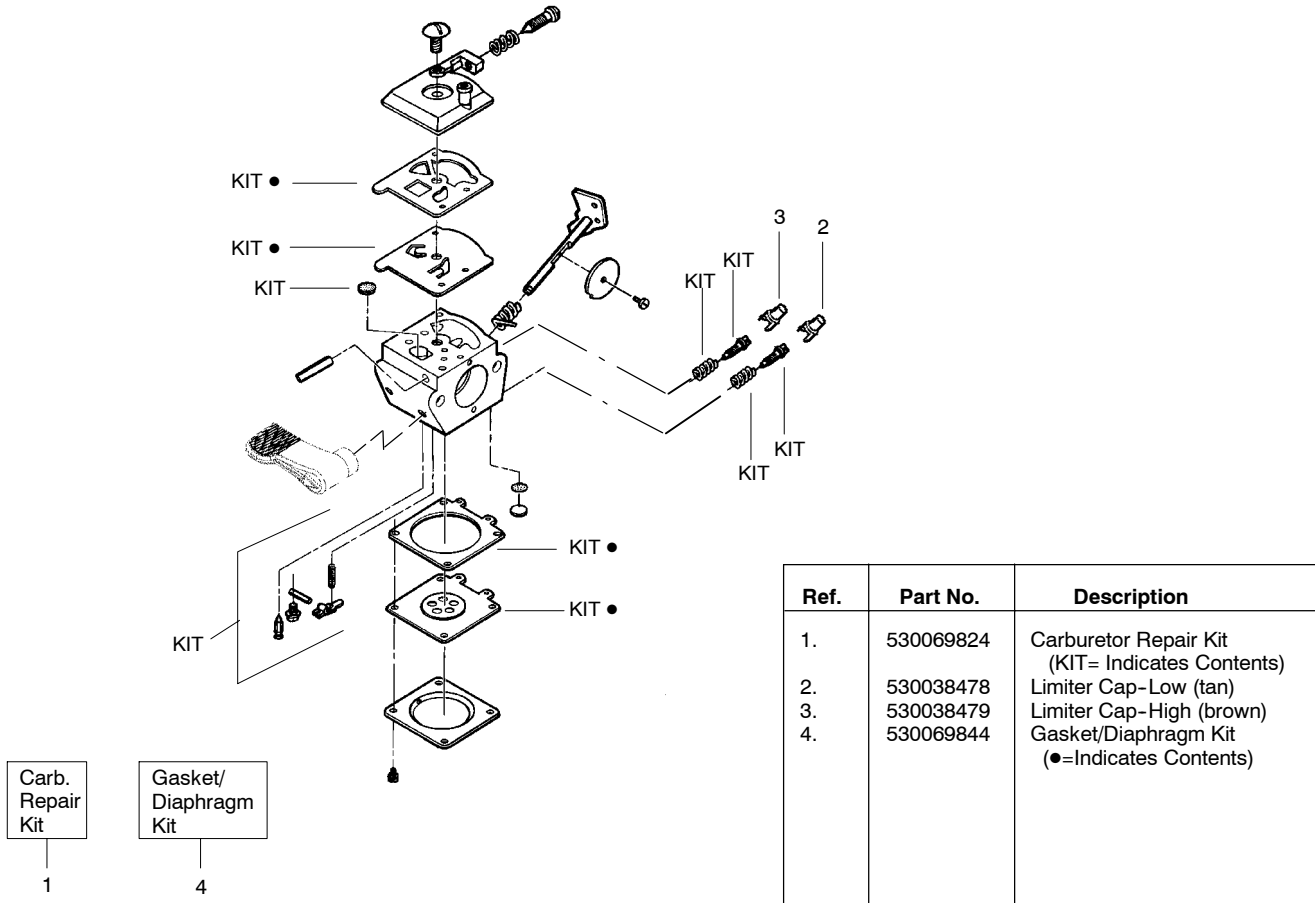 KIT ●
KIT ●
KIT
3
2
KIT
KIT
KIT
KIT
KIT ●
KIT ●
KIT
Carb.
Repair
Kit
1
Gasket/
Diaphragm
Kit
4
Ref. Part No. Description
1. 530069824 Carburetor Repair Kit
(KIT= Indicates Contents)
2. 530038478 Limiter Cap-Low (tan)
3. 530038479 Limiter Cap-High (brown)
4. 530069844 Gasket/Diaphragm Kit
(●=Indicates Contents)